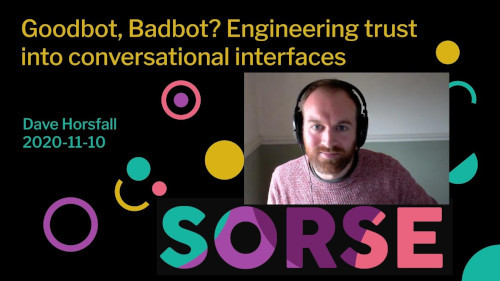 Goodbot, Badbot? Engineering trust
into conversational interfaces
Dave Horsfall
2020-11-10
SORSE